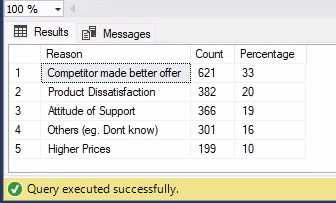 100 %
Results Messages
Reason Count Percentage
1 Competitor made better offer 621 33
2 Product Dissatisfaction 382 20
3 Attitude of Support 366 19
4 Others (eg. Dont know) 301 16
5 Higher Prices 199 10
Query executed successfully.